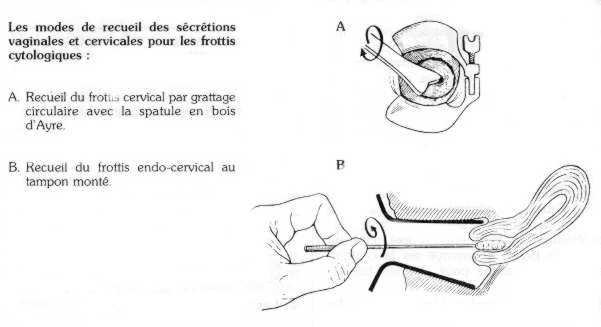 Les modes de recueil des sécrétions
vaginales et cervicales pour les frottis
cytologiques :
A
A. Recueil du frottis cervical par grattage
circulaire avec la spatule en bois
d'Ayre.
B. Recueil du frottis endo-cervical au
tampon monté.
B